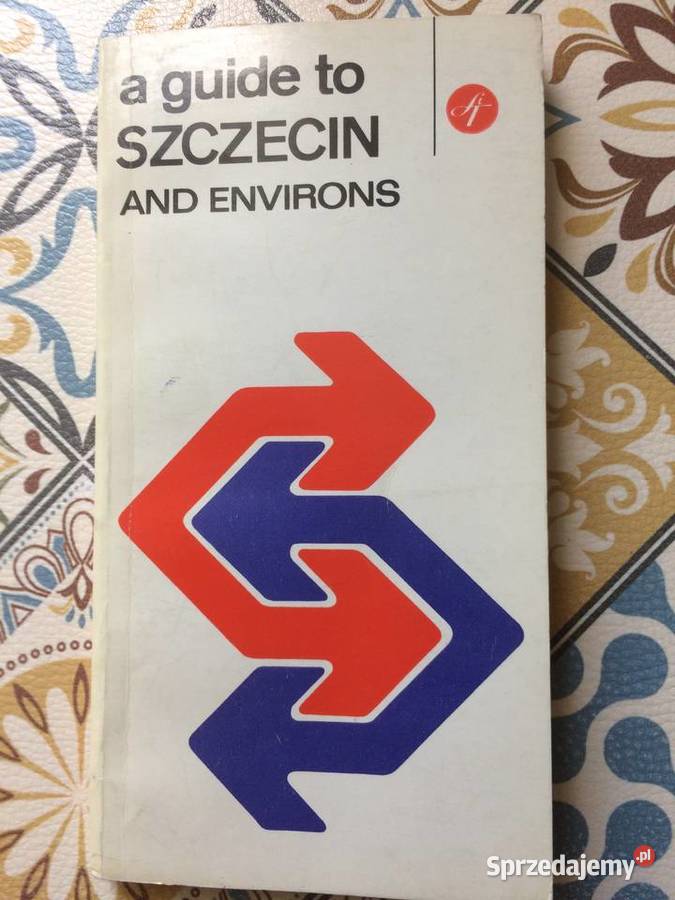 a guide to
SZCZECIN
AND ENVIRONS
Sprzedajemy.pl